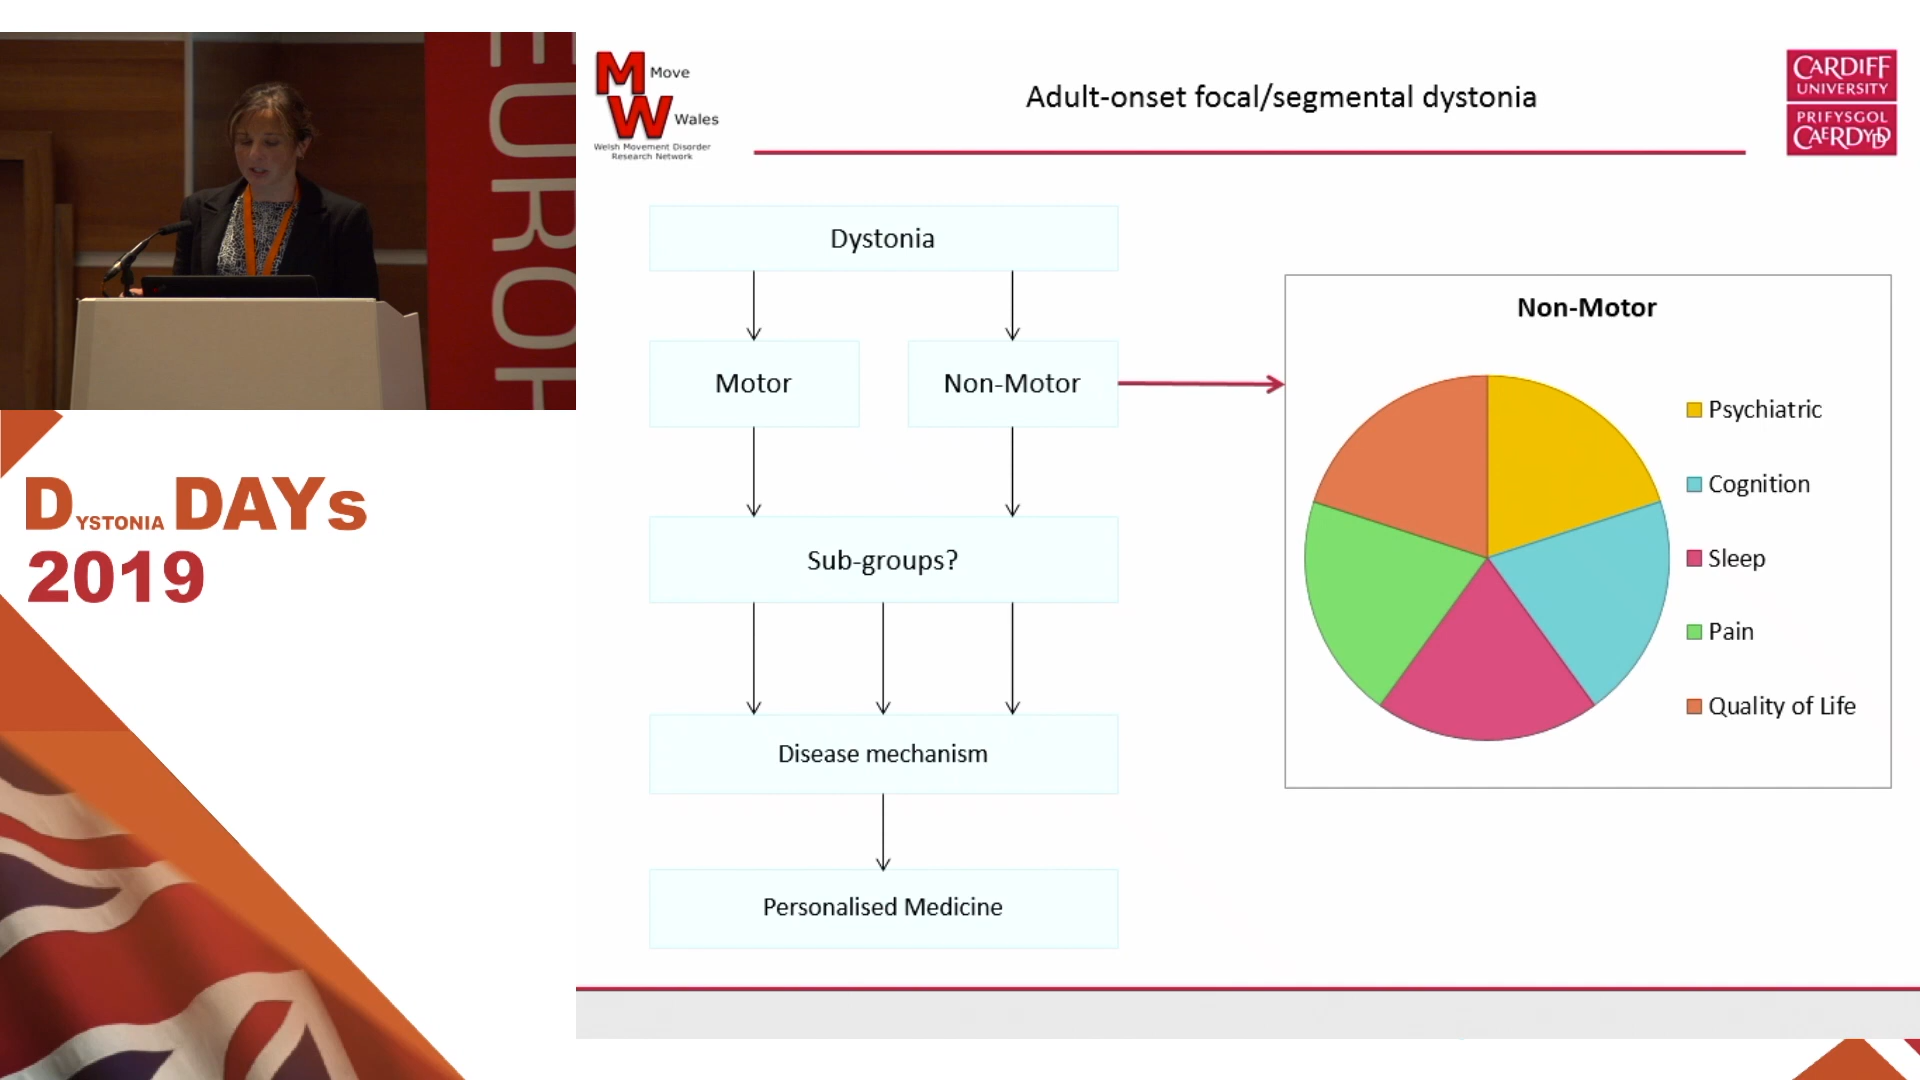 EUROP
Move
Wales
MW
Welsh Movement Disorder
Research Network
Adult-onset focal/segmental dystonia
CARDIFF
UNIVERSITY
PRIFYSGOL
CAERDYDD
Dystonia
Motor
Non-Motor
Sub-groups?
Disease mechanism
Personalised Medicine
Non-Motor
Psychiatric
Cognition
Sleep
Pain
Quality of Life
DYSTONIA DAYs
2019